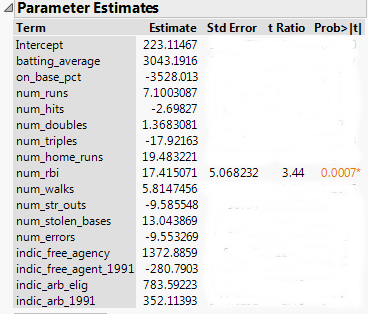 Parameter Estimates
Term Estimate Std Error t Ratio Prob>|t|
Intercept 223.11467
batting_average 3043.1916
on_base_pct -3528.013
num_runs 7.1003087
num_hits -2.69827
num_doubles 1.3683081
num_triples -17.92163
num_home_runs 19.483221
num_rbi 17.415071 5.068232 3.44 0.0007*
num_walks 5.8147456
num_str_outs -9.585548
num_stolen_bases 13.043869
num_errors -9.553269
indic_free_agency 1372.8859
indic_free_agent_1991 -280.7903
indic_arb_elig 783.59223
indic_arb_1991 352.11393